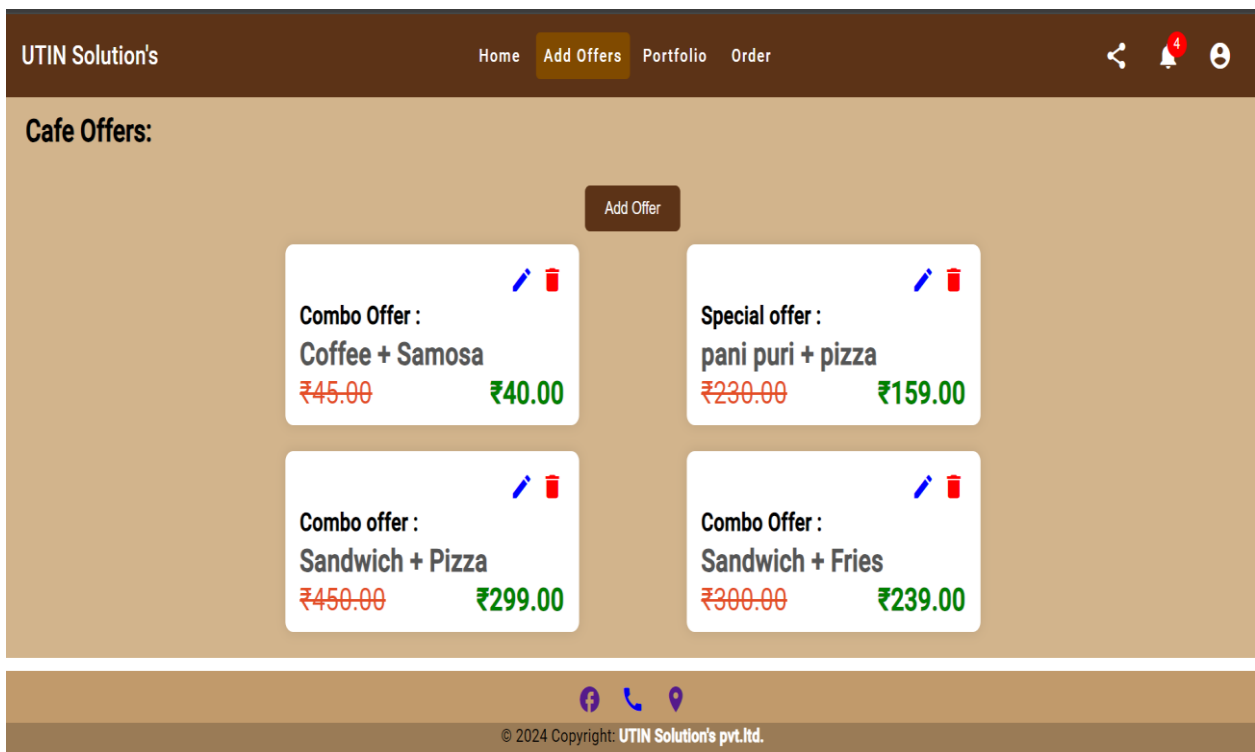 UTIN Solution's
Home Add Offers Portfolio Order
4
Cafe Offers:
Add Offer
Combo Offer :
Coffee + Samosa
₹45.00 ₹40.00
Special offer :
pani puri + pizza
₹230.00 ₹159.00
Combo offer :
Sandwich + Pizza
₹450.00 ₹299.00
Combo Offer :
Sandwich + Fries
₹300.00 ₹239.00
© 2024 Copyright: UTIN Solution's pvt.ltd.